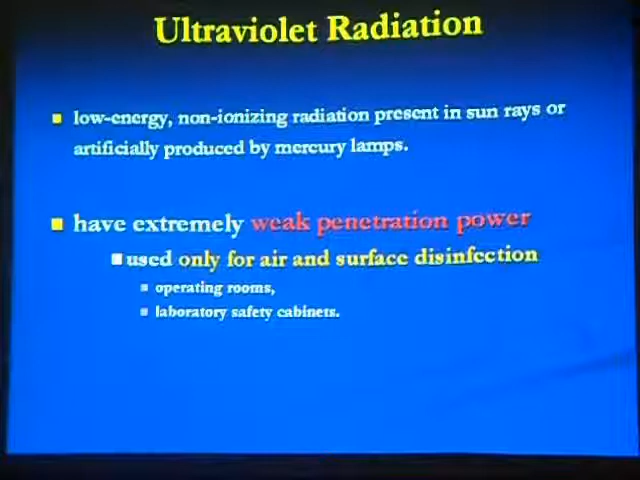 Ultraviolet Radiation
low-energy, non-ionizing radiation present in sun rays or
artificially produced by mercury lamps.
have extremely weak penetration power
used only for air and surface disinfection
operating rooms,
laboratory safety cabinets.